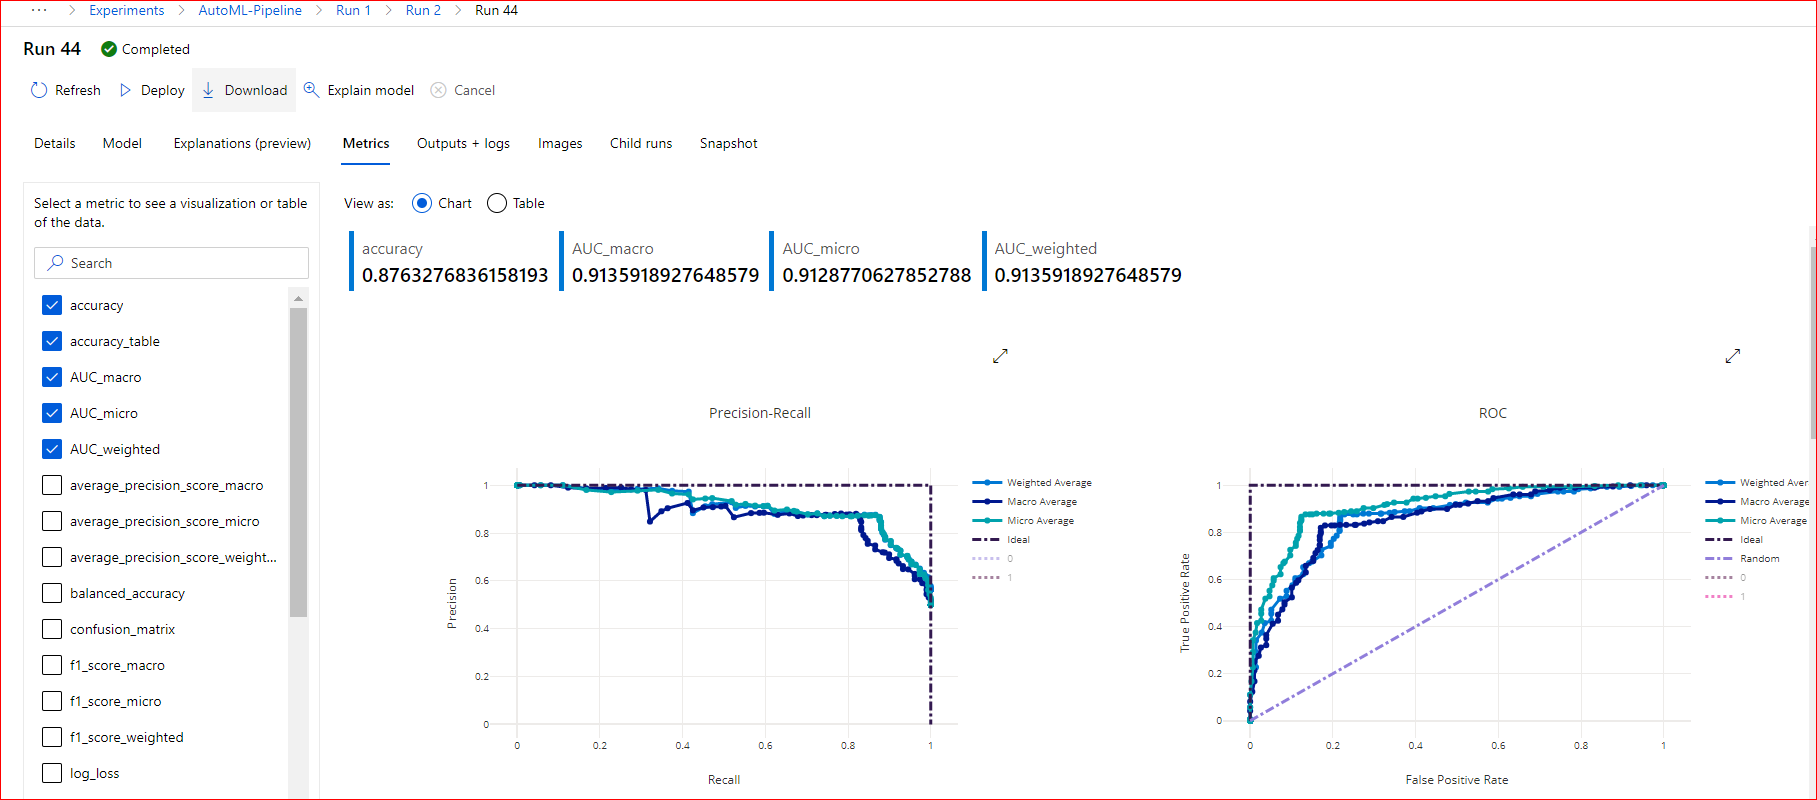 ··· > Experiments > AutoML-Pipeline > Run 1 > Run 2 > Run 44
Run 44 Completed
Refresh Deploy Download Explain model Cancel
Details Model Explanations (preview) Metrics Outputs + logs Images Child runs Snapshot
Select a metric to see a visualization or table
of the data.
Search
accuracy
accuracy_table
AUC_macro
AUC_micro
AUC_weighted
average_precision_score_macro
average_precision_score_micro
average_precision_score_weight...
balanced_accuracy
confusion_matrix
f1_score_macro
f1_score_micro
f1_score_weighted
log_loss
View as: Chart Table
accuracy
0.8763276836158193
AUC_macro
0.9135918927648579
AUC_micro
0.9128770627852788
AUC_weighted
0.9135918927648579
Precision-Recall
Precision
1
0.8
0.6
0.4
0.2
0
0 0.2 0.4 0.6 0.8 1
Recall
Weighted Average
Macro Average
Micro Average
Ideal
0
1
ROC
True Positive Rate
1
0.8
0.6
0.4
0.2
0
0 0.2 0.4 0.6 0.8 1
False Positive Rate
Weighted Aver
Macro Average
Micro Average
Ideal
Random
0
1